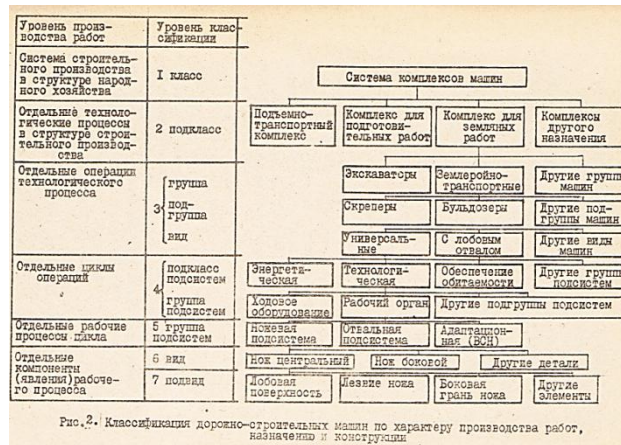 Уровень произ-
водства работ
Уровень клас-
сификации
Система строитель-
ного производства
в структуре народ-
ного хозяйства
I класс
Система комплексов машин
Отдельные техноло-
гические процессы
в структуре строи-
тельного производ-
ства
2 подкласс
Подъемно-
транспортный
комплекс
Комплекс для
подготови-
тельных работ
Комплекс для
земляных
работ
Комплексы
другого
назначения
Отдельные операции
технологического
процесса
3
группа
под-
группа
вид
Экскаваторы
Землеройно-
транспортные
Другие группы
машин
Скреперы
Бульдозеры
Другие под-
группы машин
Универсаль-
ные
С лобовым
отвалом
Другие виды
машин
Отдельные циклы
операций
4
подкласс
подсистем
группа
подсистем
Энергети-
ческая
Технологи-
ческая
Обеспечение
обитаемости
Другие группы
подсистем
Ходовое
оборудование
Рабочий орган
Другие подгруппы подсистем
Отдельные рабочие
процессы цикла
5 группа
подсистем
Ножевая
подсистема
Отвальная
подсистема
Адаптацион-
ная (ВСН)
Отдельные
компоненты
(явления)рабоче-
го процесса
6 вид
Нож центральный
Нож боковой
Другие детали
7 подвид
Лобовая
поверхность
Лезвие ножа
Боковая
грань ножа
Другие
элементы
Рис.2. Классификация дорожно-строительных машин по характеру производства работ,
назначению и конструкции